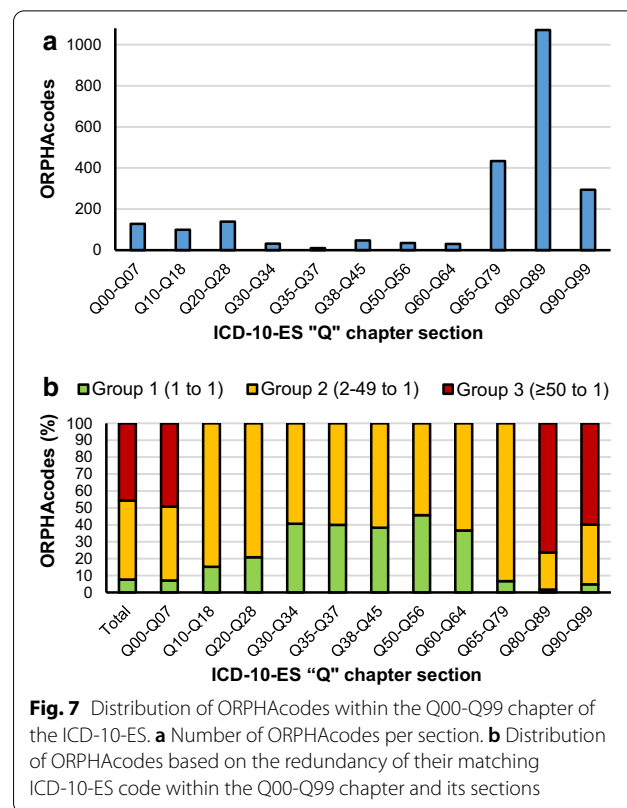 a
ORPHAcodes
1000
800
600
400
200
0
Q00-Q07
Q10-Q18
Q20-Q28
Q30-Q34
Q35-Q37
Q38-Q45
Q50-Q56
Q60-Q64
Q65-Q79
Q80-Q89
Q90-Q99
ICD-10-ES "Q" chapter section
b
Group 1 (1 to 1) Group 2 (2-49 to 1) Group 3 (≥50 to 1)
ORPHAcodes (%)
100
90
80
70
60
50
40
30
20
10
0
Total
Q00-Q07
Q10-Q18
Q20-Q28
Q30-Q34
Q35-Q37
Q38-Q45
Q50-Q56
Q60-Q64
Q65-Q79
Q80-Q89
Q90-Q99
ICD-10-ES “Q" chapter section
Fig. 7 Distribution of ORPHAcodes within the Q00-Q99 chapter of
the ICD-10-ES. a Number of ORPHAcodes per section. b Distribution
of ORPHAcodes based on the redundancy of their matching
ICD-10-ES code within the Q00-Q99 chapter and its sections